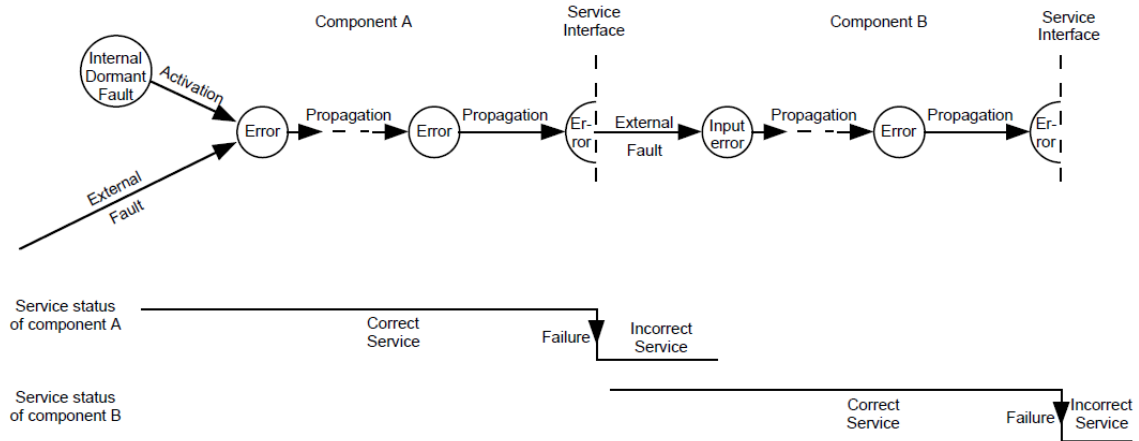 Component A
Service
Interface
Component B
Service
Interface
Internal
Dormant
Fault
Activation
Error
Propagation
Error
Propagation
Er-
ror
External
Fault
Input
error
Propagation
Error
Propagation
Er-
ror
External
Fault
Service status
of component A
Correct
Service
Failure
Incorrect
Service
Service status
of component B
Correct
Service
Failure
Incorrect
Service